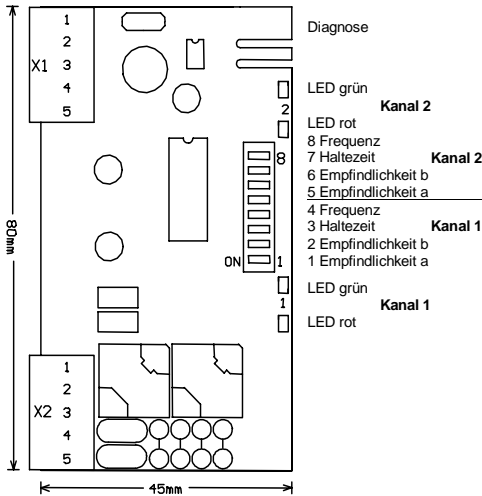 1
2
X1 3
4
5
Diagnose
LED grün
2 Kanal 2
LED rot
8 Frequenz
8 7 Haltezeit Kanal 2
6 Empfindlichkeit b
5 Empfindlichkeit a
4 Frequenz
3 Haltezeit Kanal 1
2 Empfindlichkeit b
ON 1 1 Empfindlichkeit a
LED grün
1 Kanal 1
LED rot
80mm
1
2
X2 3
4
5
45mm